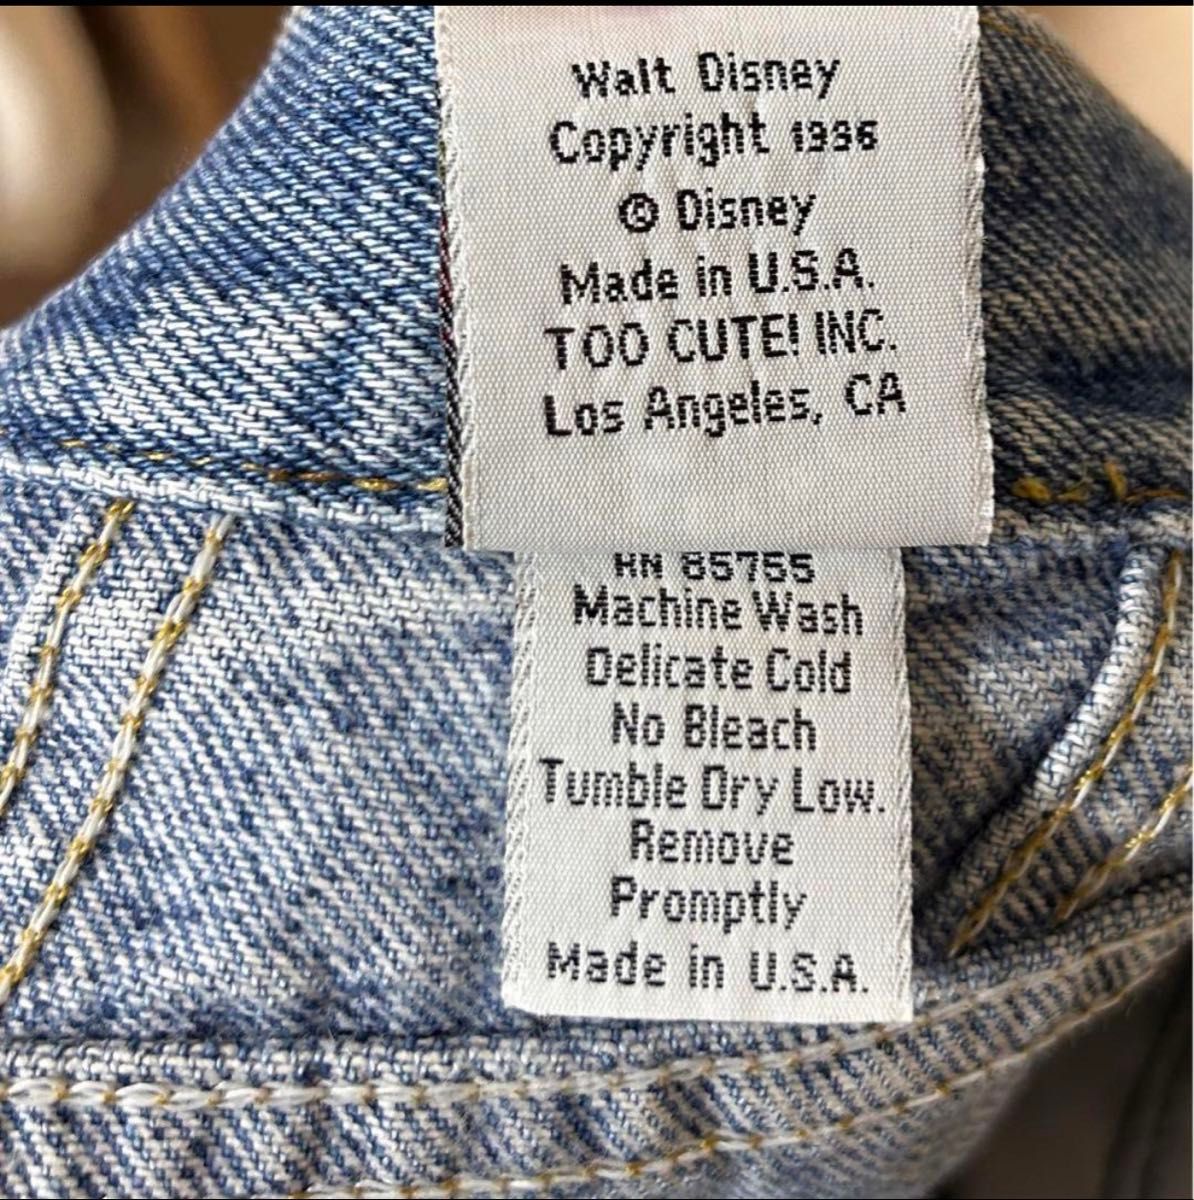 Walt Disney
Copyright 1996
© Disney
Made in U.S.A.
TOO CUTE! INC.
Los Angeles, CA
RN 85755
Machine Wash
Delicate Cold
No Bleach
Tumble Dry Low.
Remove
Promptly
Made in U.S.A.